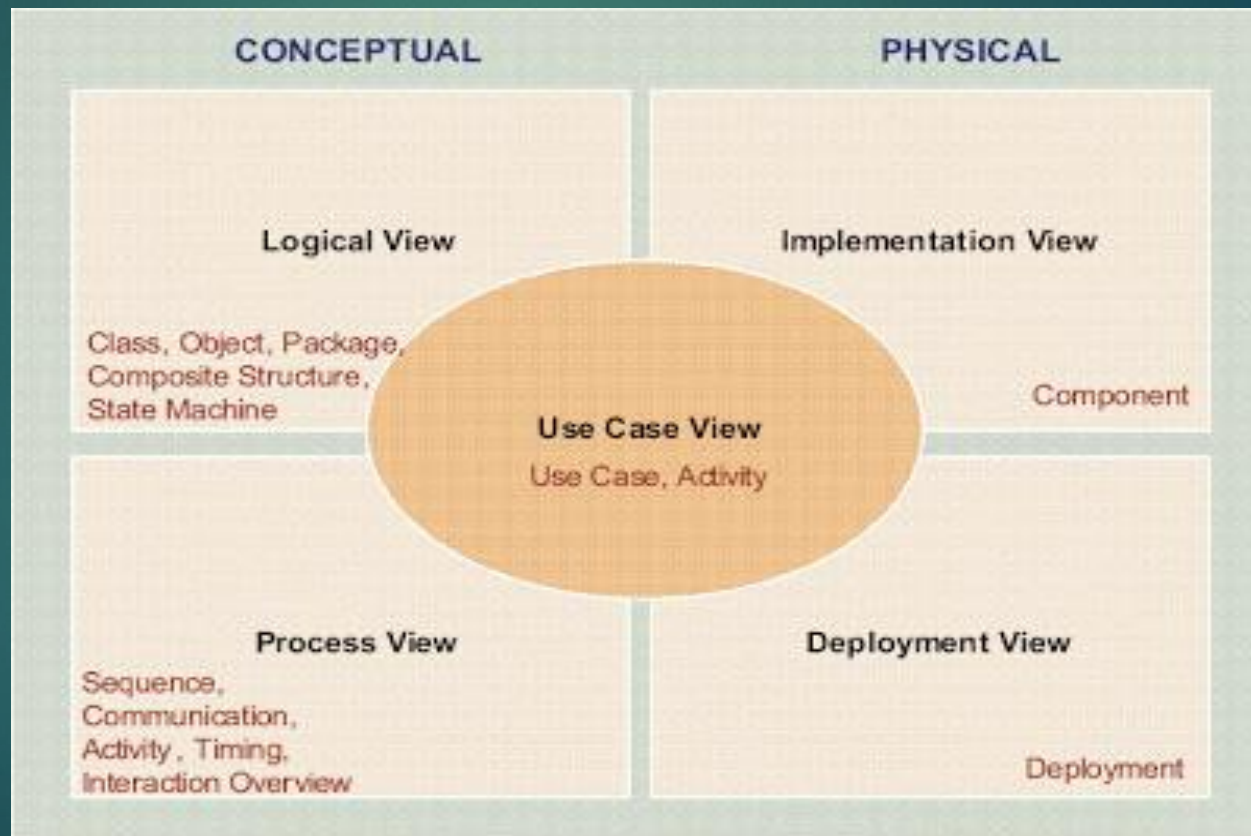 CONCEPTUAL
PHYSICAL
Logical View
Class, Object, Package,
Composite Structure,
State Machine
Implementation View
Component
Use Case View
Use Case, Activity
Process View
Sequence,
Communication,
Activity , Timing,
Interaction Overview
Deployment View
Deployment